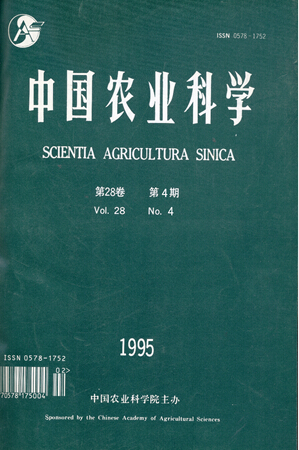 ISSN 0578-1752
中国农业科学
SCIENTIA AGRICULTURA SINICA
第28卷 第4期
Vol. 28 No. 4
1995
ISSN 0578-1752
02>
770578175004
中国农业科学院主办
Sponsored by the Chinese Academy of Agricultural Sciences